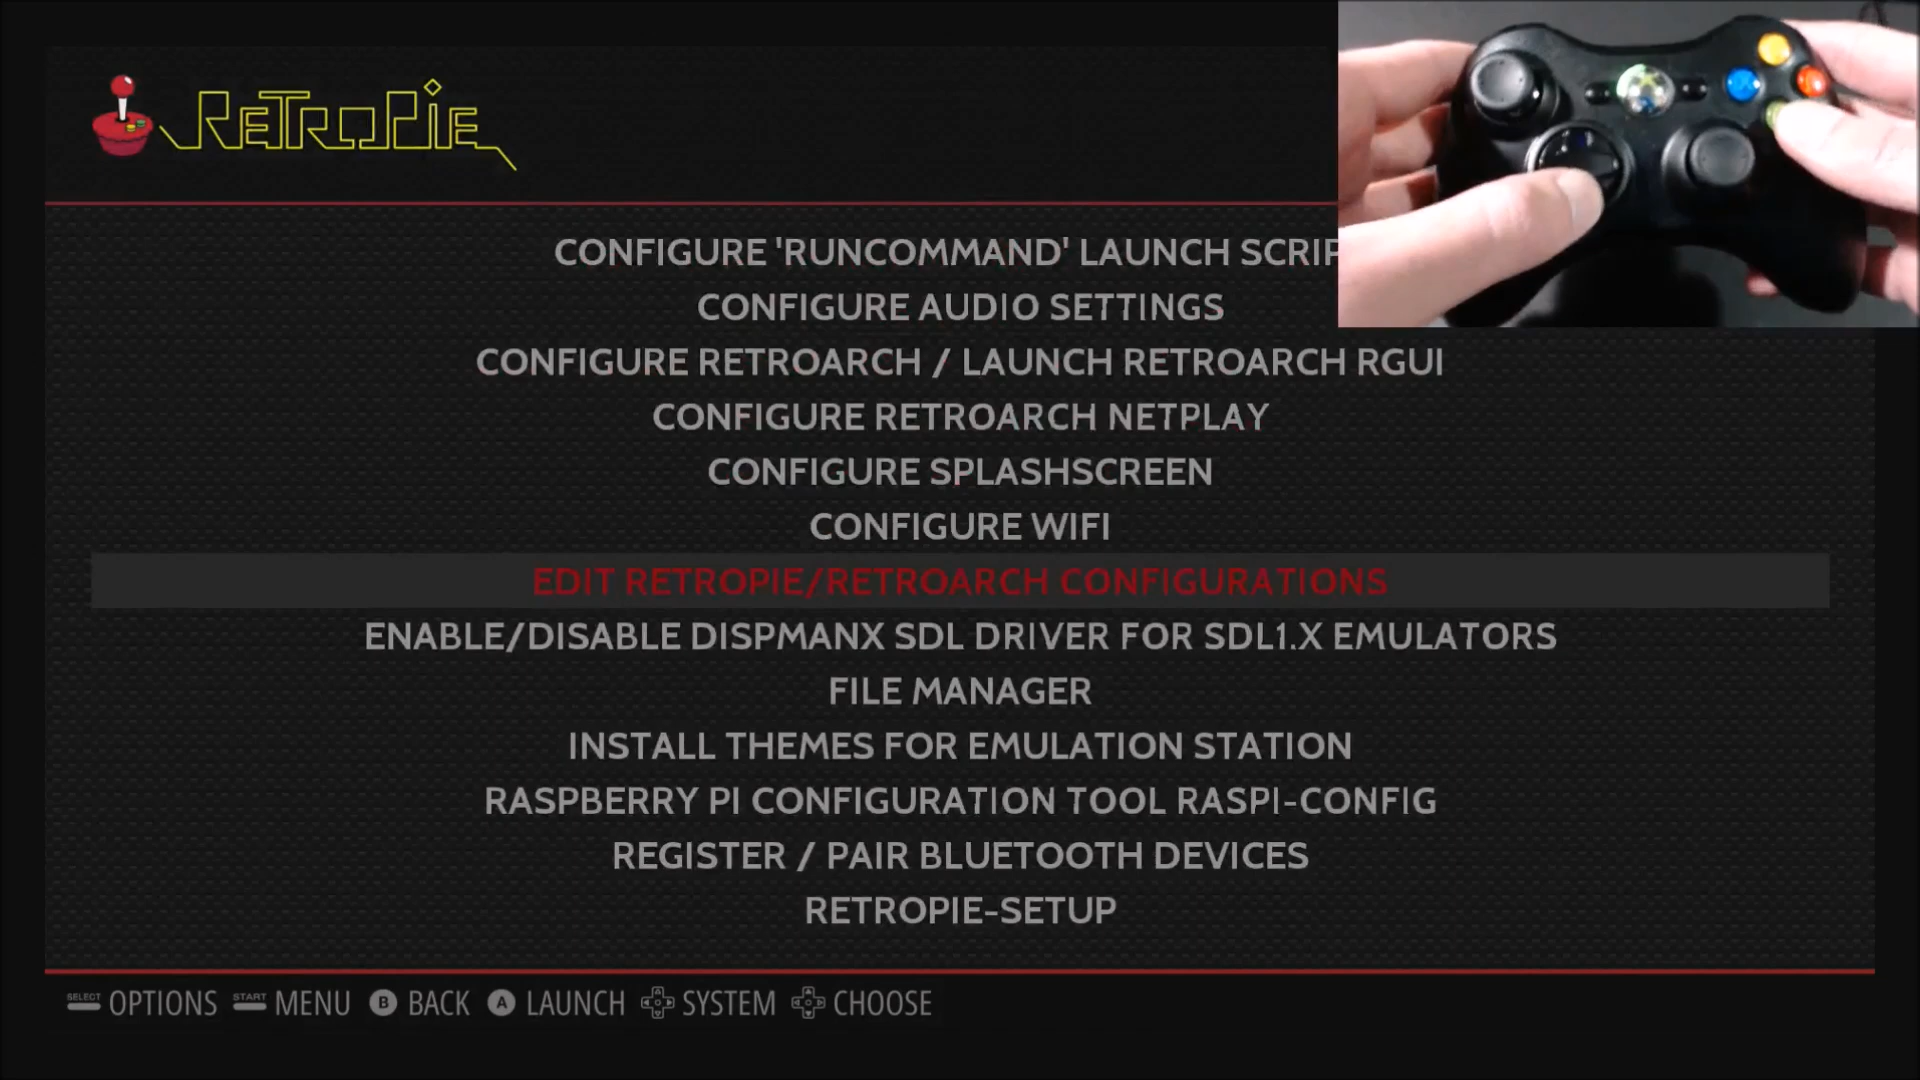 RETROPIE
CONFIGURE 'RUNCOMMAND' LAUNCH SCRIP
CONFIGURE AUDIO SETTINGS
CONFIGURE RETROARCH / LAUNCH RETROARCH RGUI
CONFIGURE RETROARCH NETPLAY
CONFIGURE SPLASHSCREEN
CONFIGURE WIFI
EDIT RETROPIE/RETROARCH CONFIGURATIONS
ENABLE/DISABLE DISPMANX SDL DRIVER FOR SDL1.X EMULATORS
FILE MANAGER
INSTALL THEMES FOR EMULATION STATION
RASPBERRY PI CONFIGURATION TOOL RASPI-CONFIG
REGISTER / PAIR BLUETOOTH DEVICES
RETROPIE-SETUP
SELECT OPTIONS START MENU B BACK A LAUNCH SYSTEM CHOOSE